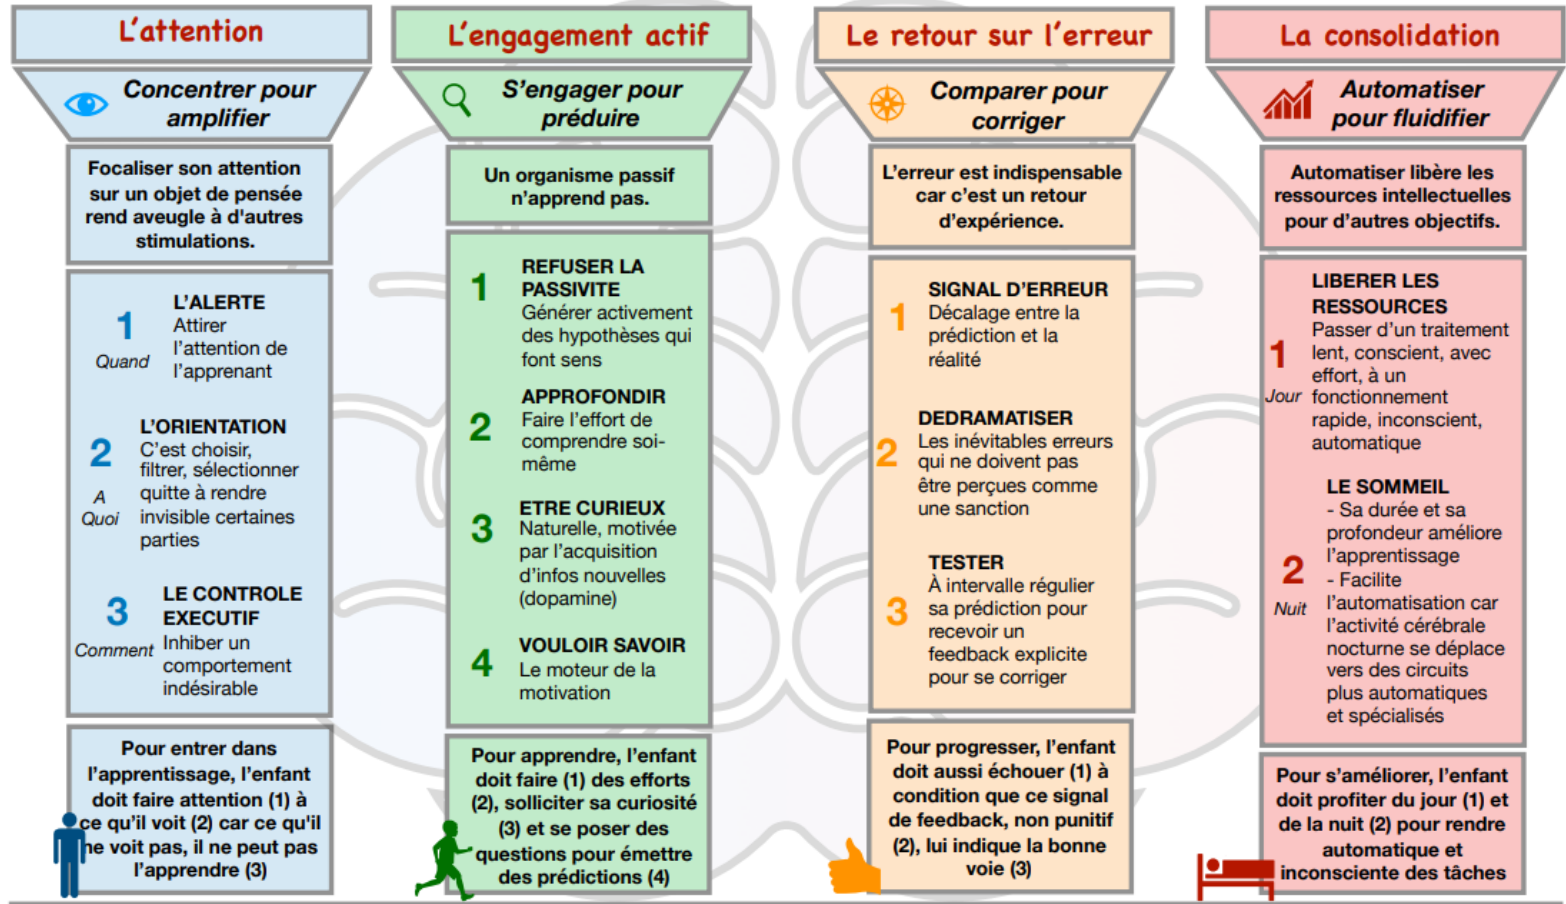 L'attention
Concentrer pour
amplifier
Focaliser son attention
sur un objet de pensée
rend aveugle à d'autres
stimulations.
1
Quand
L'ALERTE
Attirer
l'attention de
l'apprenant
2
A
Quoi
L'ORIENTATION
C'est choisir,
filtrer, sélectionner
quitte à rendre
invisible certaines
parties
3
Comment
LE CONTROLE
EXECUTIF
Inhiber un
comportement
indésirable
Pour entrer dans
l'apprentissage, l'enfant
doit faire attention (1) à
ce qu'il voit (2) car ce qu'il
ne voit pas, il ne peut pas
l'apprendre (3)
L'engagement actif
S'engager pour
préduire
Un organisme passif
n'apprend pas.
1
REFUSER LA
PASSIVITE
Générer activement
des hypothèses qui
font sens
2
APPROFONDIR
Faire l'effort de
comprendre soi-
même
3
ETRE CURIEUX
Naturelle, motivée
par l'acquisition
d'infos nouvelles
(dopamine)
4
VOULOIR SAVOIR
Le moteur de la
motivation
Pour apprendre, l'enfant
doit faire (1) des efforts
(2), solliciter sa curiosité
(3) et se poser des
questions pour émettre
des prédictions (4)
Le retour sur l'erreur
Comparer pour
corriger
L'erreur est indispensable
car c'est un retour
d'expérience.
1
SIGNAL D'ERREUR
Décalage entre la
prédiction et la
réalité
2
DEDRAMATISER
Les inévitables erreurs
qui ne doivent pas
être perçues comme
une sanction
3
TESTER
À intervalle régulier
sa prédiction pour
recevoir un
feedback explicite
pour se corriger
Pour progresser, l'enfant
doit aussi échouer (1) à
condition que ce signal
de feedback, non punitif
(2), lui indique la bonne
voie (3)
La consolidation
Automatiser
pour fluidifier
Automatiser libère les
ressources intellectuelles
pour d'autres objectifs.
1
Jour
LIBERER LES
RESSOURCES
Passer d'un traitement
lent, conscient, avec
effort, à un
fonctionnement
rapide, inconscient,
automatique
2
Nuit
LE SOMMEIL
- Sa durée et sa
profondeur améliore
l'apprentissage
- Facilite
l'automatisation car
l'activité cérébrale
nocturne se déplace
vers des circuits
plus automatiques
et spécialisés
Pour s'améliorer, l'enfant
doit profiter du jour (1) et
de la nuit (2) pour rendre
automatique et
inconsciente des tâches